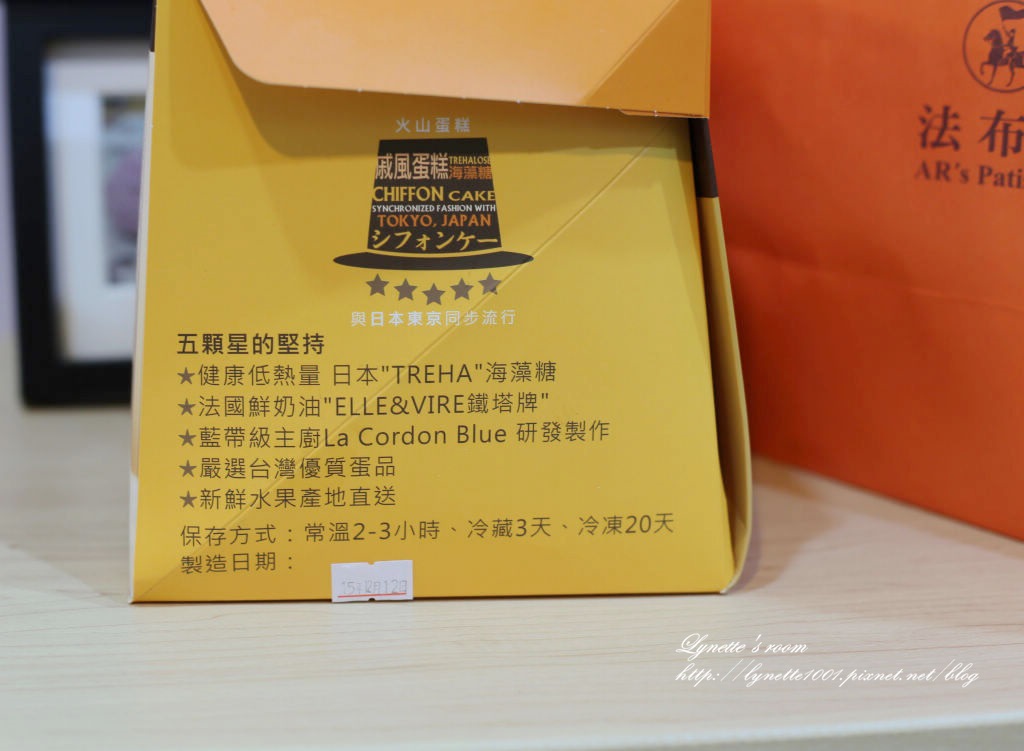 火山蛋糕
戚風蛋糕 TREHALOSE 海藻糖
CHIFFON CAKE
SYNCHRONIZED FASHION WITH
TOKYO, JAPAN
シフォンケー
與日本東京同步流行
五顆星的堅持
★健康低熱量 日本"TREHA"海藻糖
★法國鮮奶油"ELLE&VIRE鐵塔牌"
★藍帶級主廚La Cordon Blue 研發製作
★嚴選台灣優質蛋品
★新鮮水果產地直送
保存方式：常溫2-3小時、冷藏3天、冷凍20天
製造日期：
法布
AR's
Lynette's room
http://lynette1001.pixnet.net/blog